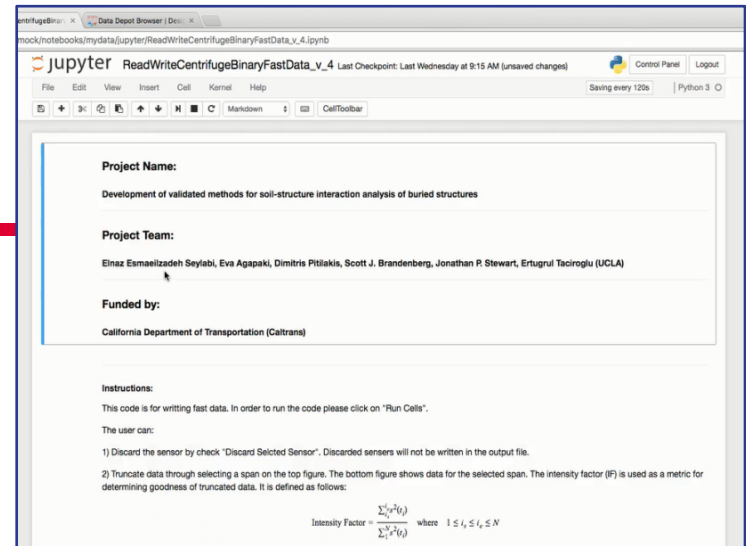 entrifugeBinar × Data Depot Browser | Desi ×
mock/notebooks/mydata/jupyter/ReadWriteCentrifugeBinaryFastData_v_4.ipynb
jupyter ReadWriteCentrifugeBinaryFastData_v_4 Last Checkpoint: Last Wednesday at 9:15 AM (unsaved changes) Control Panel Logout
File Edit View Insert Cell Kernel Help Saving every 120s Python 3
Markdown CellToolbar
Project Name:
Development of validated methods for soil-structure interaction analysis of buried structures
Project Team:
Elnaz Esmaeilzadeh Seylabi, Eva Agapaki, Dimitris Pitilakis, Scott J. Brandenberg, Jonathan P. Stewart, Ertugrul Taciroglu (UCLA)
Funded by:
California Department of Transportation (Caltrans)
Instructions:
This code is for writting fast data. In order to run the code please click on "Run Cells".
The user can:
1) Discard the sensor by check "Discard Selcted Sensor". Discarded sensers will not be written in the output file.
2) Truncate data through selecting a span on the top figure. The bottom figure shows data for the selected span. The intensity factor (IF) is used as a metric for
determining goodness of truncated data. It is defined as follows:
Intensity Factor = where